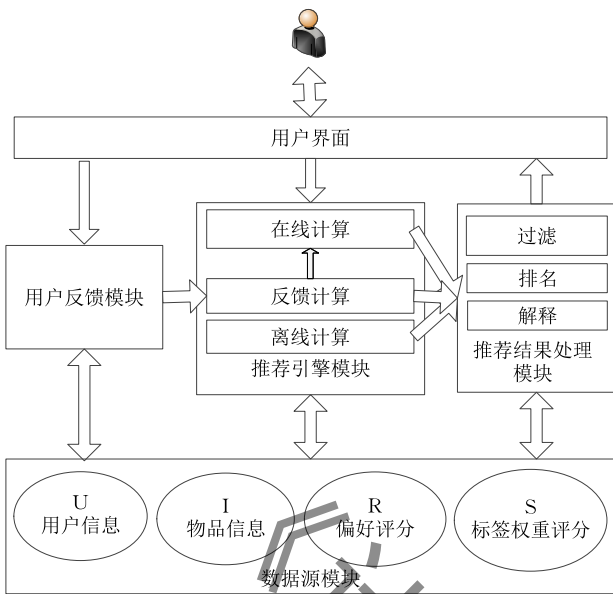 用户界面
用户反馈模块
在线计算
反馈计算
离线计算
推荐引擎模块
过滤
排名
解释
推荐结果处理
模块
U
用户信息
I
物品信息
R
偏好评分
S
标签权重评分
数据源模块